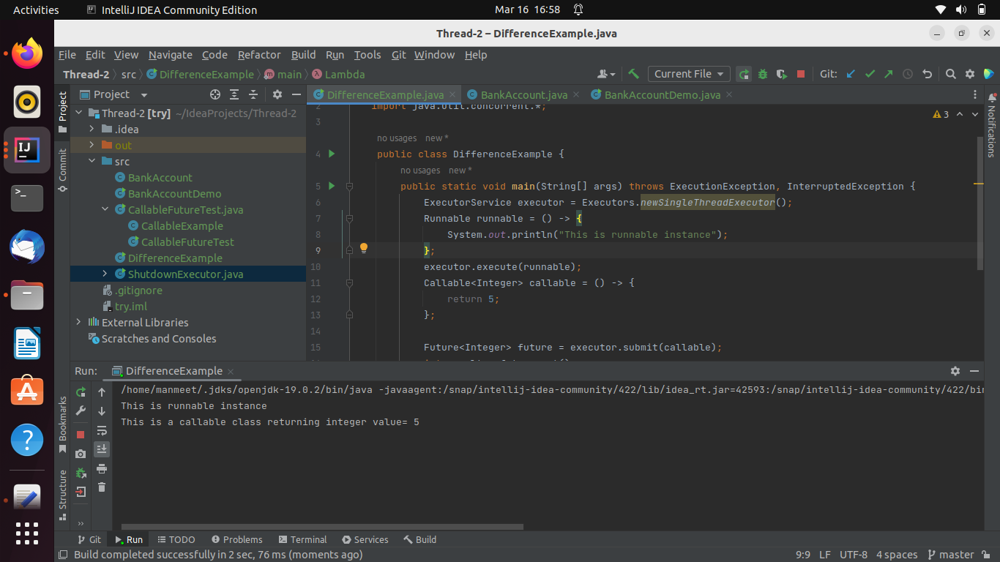 Activities IntelliJ IDEA Community Edition Mar 16 16:58
Thread-2 – DifferenceExample.java
File Edit View Navigate Code Refactor Build Run Tools Git Window Help
Thread-2 src DifferenceExample main Lambda Current File Git:
Project DifferenceExample.java BankAccount.java BankAccountDemo.java
Project
Commit
Bookmarks
Structure
Notifications
Thread-2 [try] ~/IdeaProjects/Thread-2
.idea
out
src
BankAccount
BankAccountDemo
CallableFutureTest.java
CallableExample
CallableFutureTest
DifferenceExample
ShutdownExecutor.java
.gitignore
try.iml
External Libraries
Scratches and Consoles
2 import java.util.concurrent.*; 3
3
no usages new *
4 public class DifferenceExample {
no usages new *
5 public static void main(String[] args) throws ExecutionException, InterruptedException {
6 ExecutorService executor = Executors.newSingleThreadExecutor();
7 Runnable runnable = () -> {
8 System.out.println("This is runnable instance");
9 };
10 executor.execute(runnable);
11 Callable<Integer> callable = () -> {
12 return 5;
13 };
14
15 Future<Integer> future = executor.submit(callable);
Run: DifferenceExample
/home/manmeet/.jdks/openjdk-19.0.2/bin/java -javaagent:/snap/intellij-idea-community/422/lib/idea_rt.jar=42593:/snap/intellij-idea-community/422/bin
This is runnable instance
This is a callable class returning integer value= 5
Git Run TODO Problems Terminal Services Build
Build completed successfully in 2 sec, 76 ms (moments ago) 9:9 LF UTF-8 4 spaces master